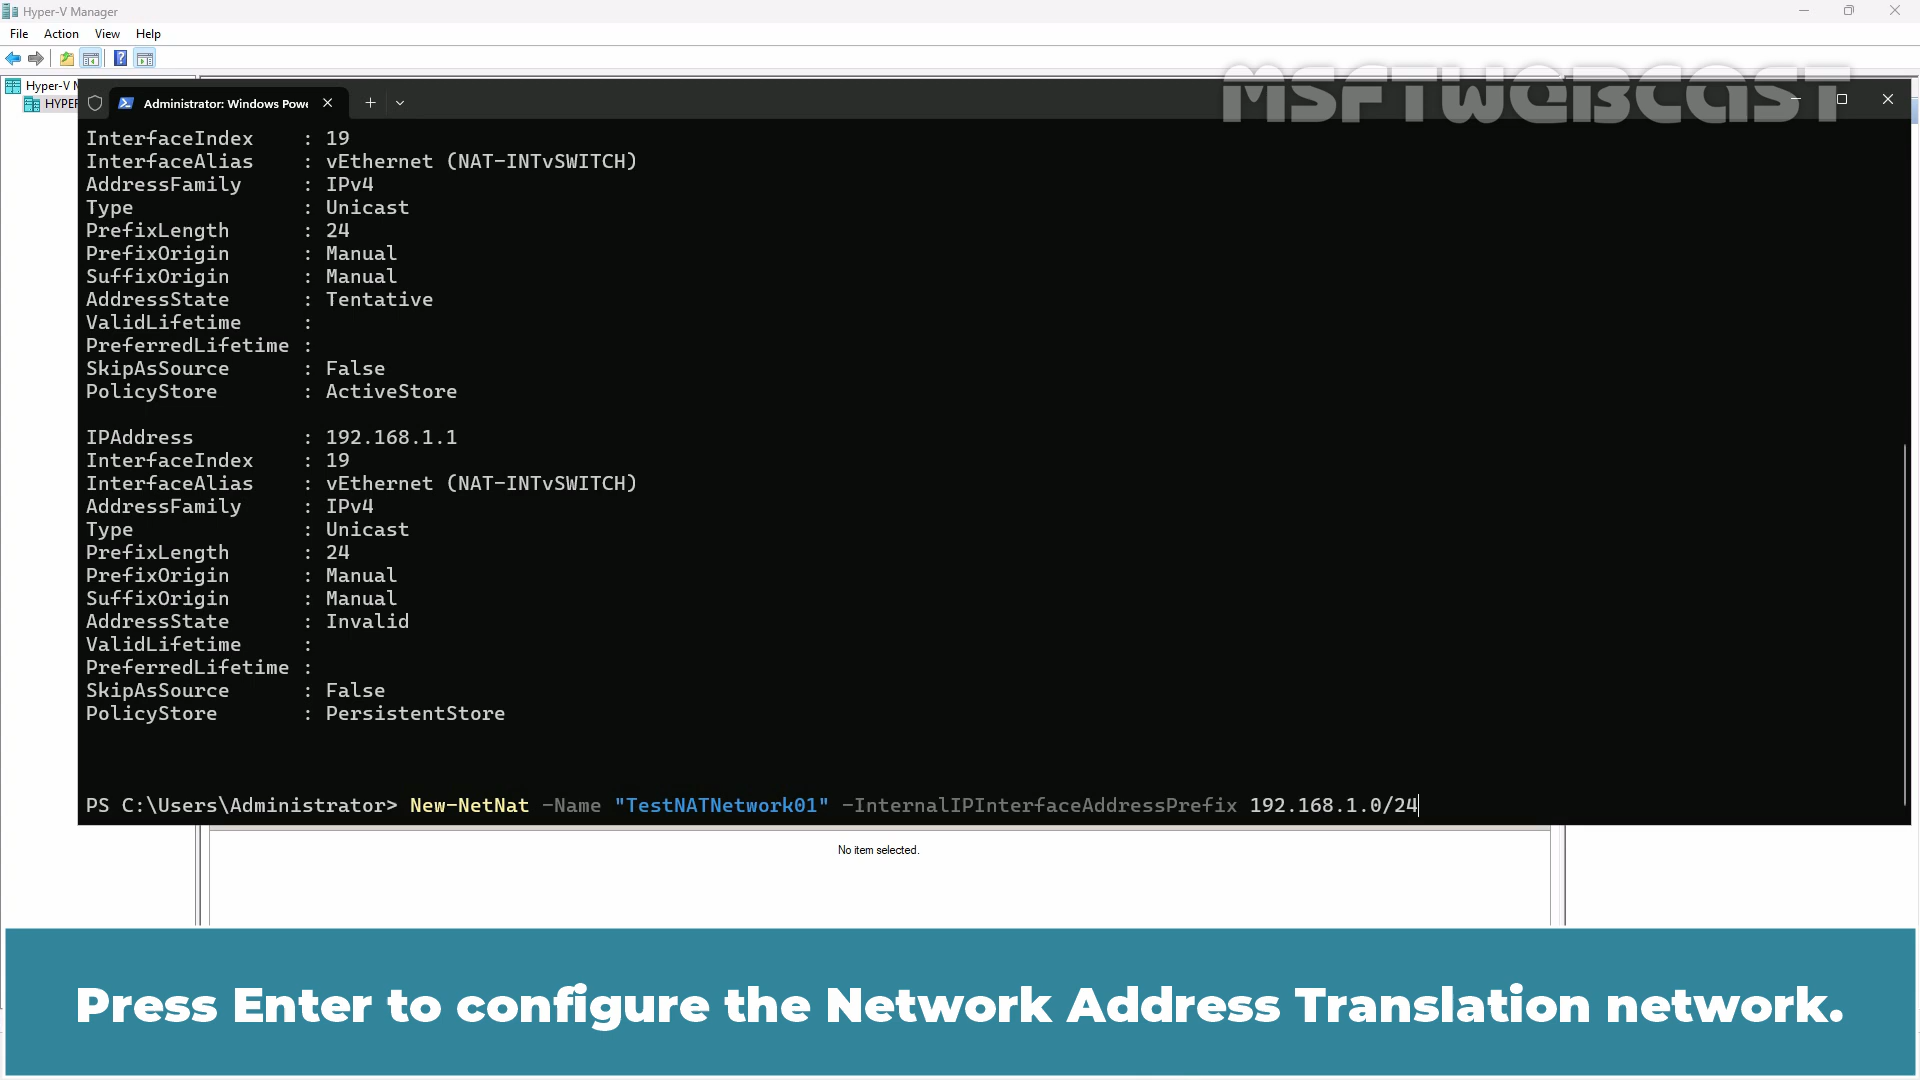 Hyper-V Manager
File Action View Help
Hyper-V M
HYPER
MSFTWEBCAST
Administrator: Windows Powe
InterfaceIndex : 19
InterfaceAlias : vEthernet (NAT-INTvSWITCH)
AddressFamily : IPv4
Type : Unicast
PrefixLength : 24
PrefixOrigin : Manual
SuffixOrigin : Manual
AddressState : Tentative
ValidLifetime :
PreferredLifetime :
SkipAsSource : False
PolicyStore : ActiveStore
IPAddress : 192.168.1.1
InterfaceIndex : 19
InterfaceAlias : vEthernet (NAT-INTvSWITCH)
AddressFamily : IPv4
Type : Unicast
PrefixLength : 24
PrefixOrigin : Manual
SuffixOrigin : Manual
AddressState : Invalid
ValidLifetime :
PreferredLifetime :
SkipAsSource : False
PolicyStore : PersistentStore
PS C:\Users\Administrator> New-NetNat -Name "TestNATNetwork01" -InternalIPInterfaceAddressPrefix 192.168.1.0/24
No item selected.
Press Enter to configure the Network Address Translation network.